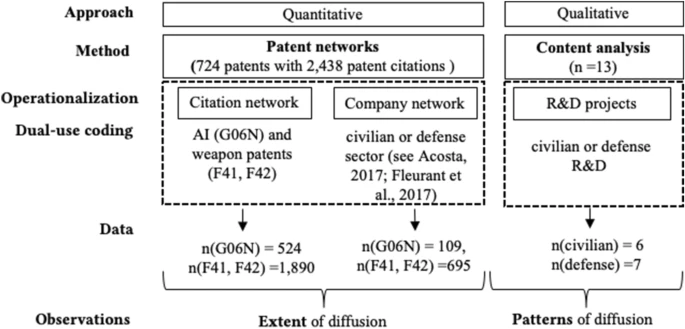 Approach Quantitative Qualitative
Method Patent networks Content analysis
(724 patents with 2,438 patent citations ) (n =13)
Operationalization Citation network Company network R&D projects
Dual-use coding AI (G06N) and civilian or defense civilian or defense
weapon patents sector (see Acosta, R&D
(F41, F42) 2017; Fleurant et
al., 2017)
Data n(G06N) = 524 n(G06N) = 109, n(civilian) = 6
n(F41, F42) =1,890 n(F41, F42) =695 n(defense) =7
Observations Extent of diffusion Patterns of diffusion